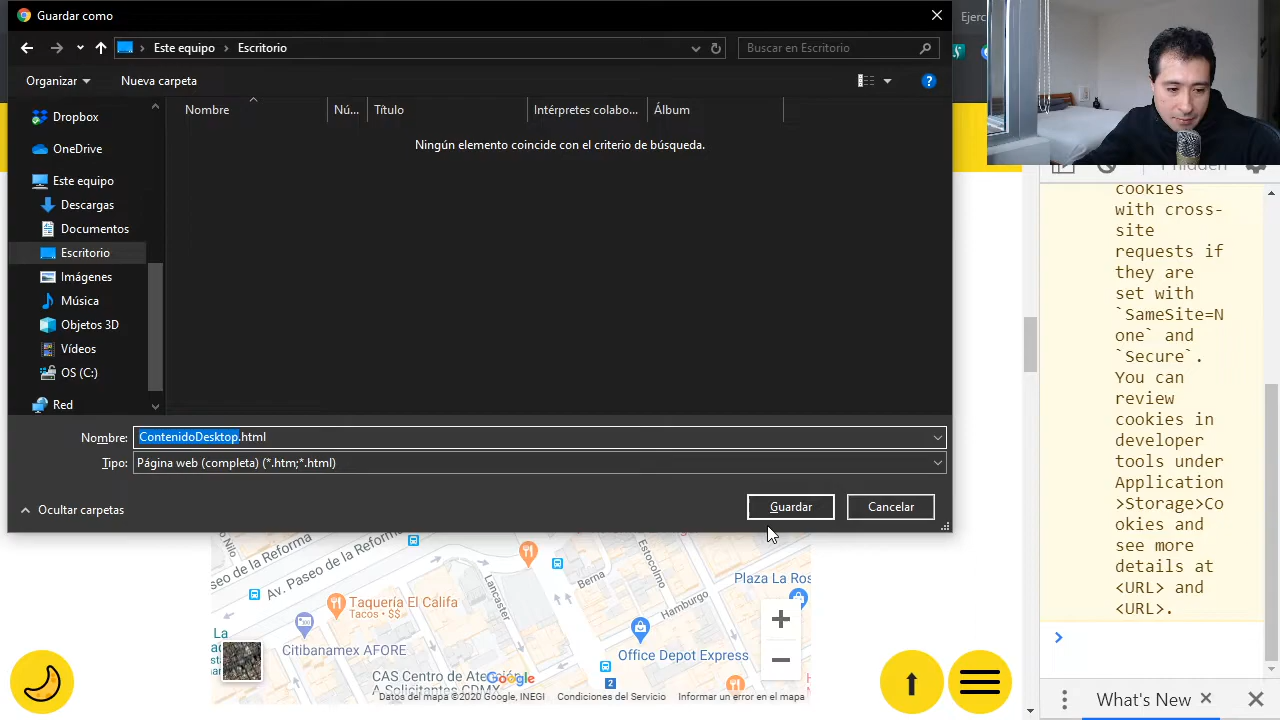 Guardar como
Ejerc
Este equipo > Escritorio
Buscar en Escritorio
Organizar
Nueva carpeta
Nombre
Nú...
Título
Intérpretes colabo...
Álbum
Ningún elemento coincide con el criterio de búsqueda.
Dropbox
OneDrive
Este equipo
Descargas
Documentos
Escritorio
Imágenes
Música
Objetos 3D
Vídeos
OS (C:)
Red
Nombre: ContenidoDesktop.html
Tipo: Página web (completa) (*.htm;*.html)
Ocultar carpetas
Guardar
Cancelar
1 hidden
cookies
with cross-
site
requests if
they are
set with
`SameSite=N
one` and
`Secure`.
You can
review
cookies in
developer
tools under
Application
>Storage>Co
okies and
see more
details at
<URL> and
<URL>.
What's New
o Nilo
Paseo de la Reforma
Av. Paseo de la Reforma
Lancaster
Berna
Estocolmo
Hamburgo
Plaza La Ros
Taquería El Califa
Tacos • $$
La
Citibanamex AFORE
Office Depot Express
CAS Centro de Ate
A Solicitantes CDMX
Google
2
Datos del mapa ©2020 Google, INEGI
Condiciones del Servicio
Informar un error en el mapa